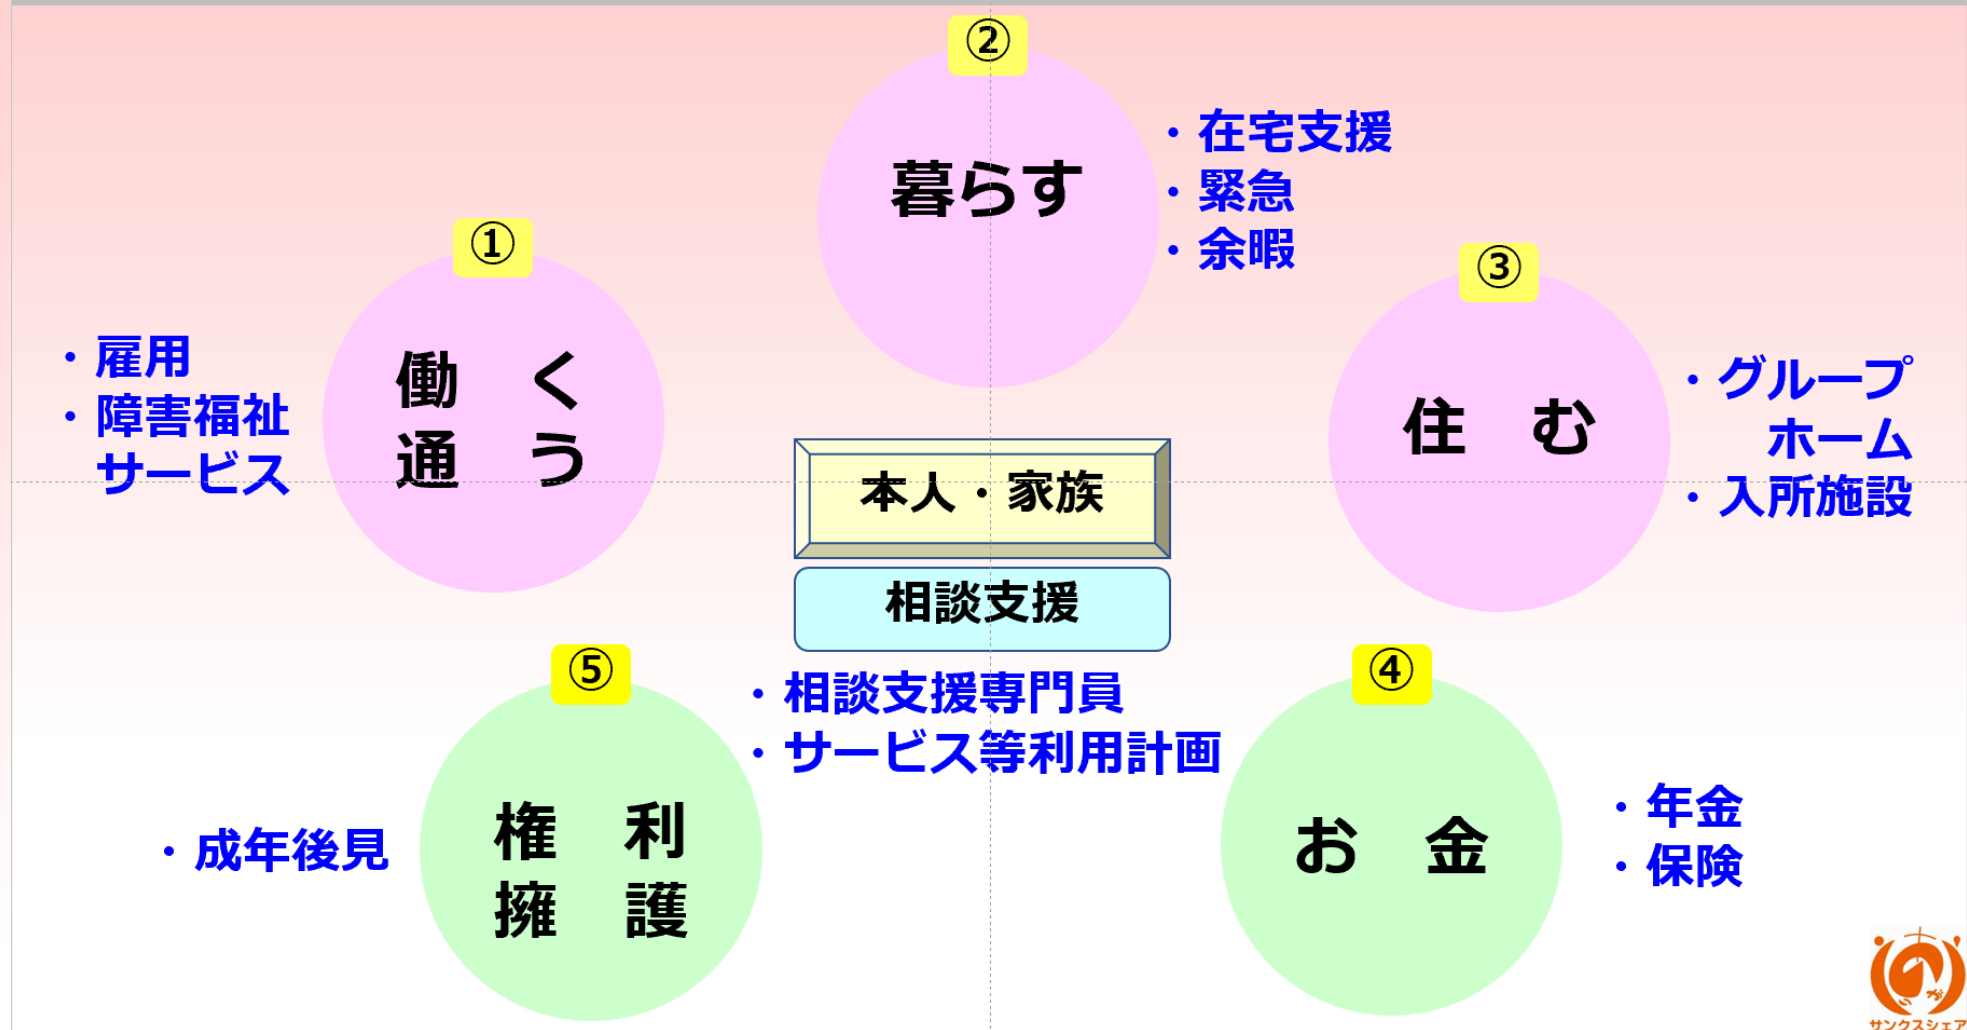 ①
働　く
通　う
・雇用
・障害福祉
サービス
②
暮らす
・在宅支援
・緊急
・余暇
③
住　む
・グループ
ホーム
・入所施設
本人・家族
相談支援
・相談支援専門員
・サービス等利用計画
④
お　金
・年金
・保険
⑤
権　利
擁　護
・成年後見
サンクスシェア